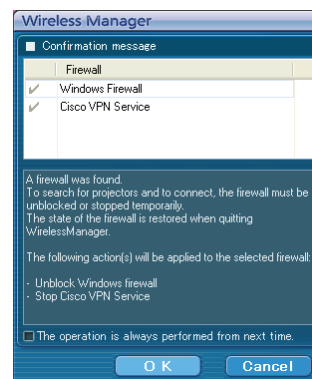 Wireless Manager
Confirmation message
Firewall
Windows Firewall
Cisco VPN Service
A firewall was found.
To search for projectors and to connect, the firewall must be
unblocked or stopped temporarily.
The state of the firewall is restored when quitting
WirelessManager.
The following action(s) will be applied to the selected firewall:
- Unblock Windows firewall
- Stop Cisco VPN Service
The operation is always performed from next time.
OK Cancel